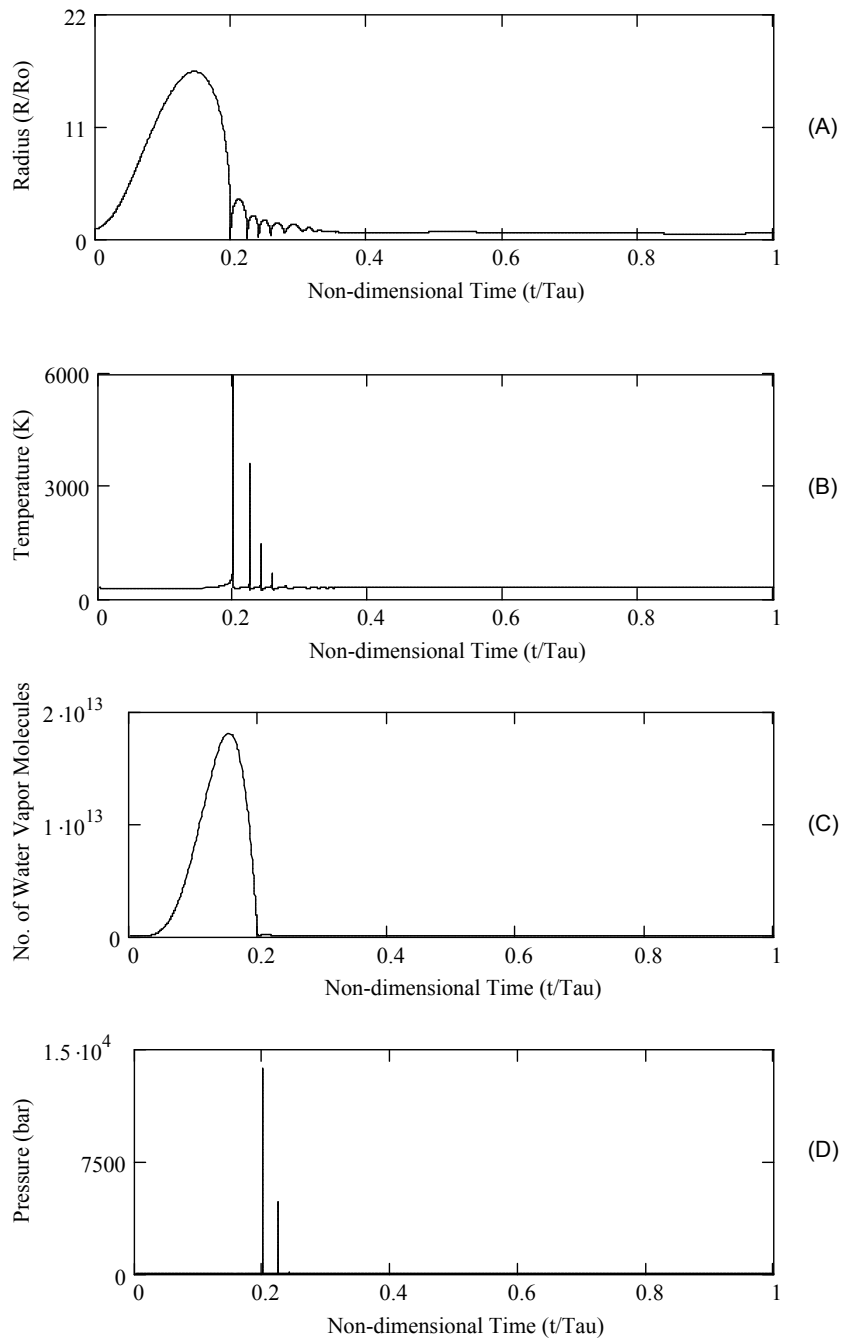 22
11
0
Radius (R/Ro)
0 0.2 0.4 0.6 0.8 1
Non-dimensional Time (t/Tau)
(A)
6000
3000
0
Temperature (K)
0 0.2 0.4 0.6 0.8 1
Non-dimensional Time (t/Tau)
(B)
2·10^13
1·10^13
0
No. of Water Vapor Molecules
0 0.2 0.4 0.6 0.8 1
Non-dimensional Time (t/Tau)
(C)
1.5·10^4
7500
0
Pressure (bar)
0 0.2 0.4 0.6 0.8 1
Non-dimensional Time (t/Tau)
(D)